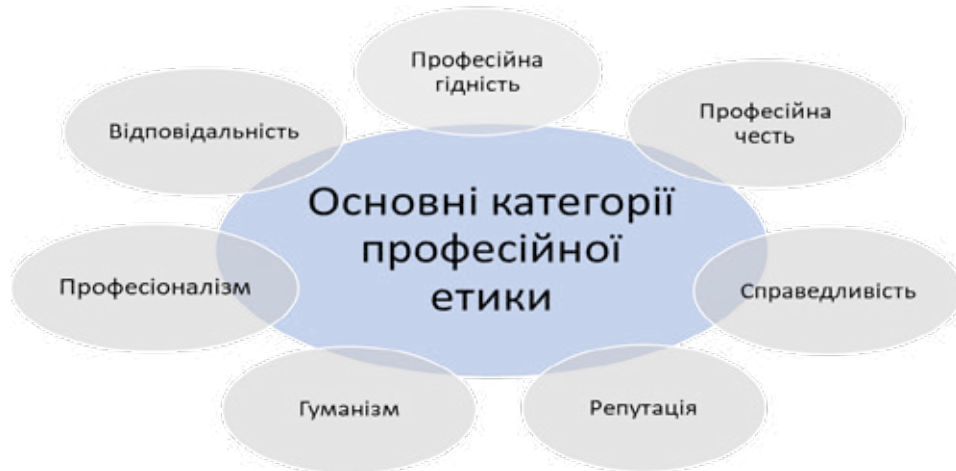 Професійна
гідність
Професійна
честь
Відповідальність
Основні категорії
професійної
етики
Професіоналізм
Справедливість
Гуманізм
Репутація